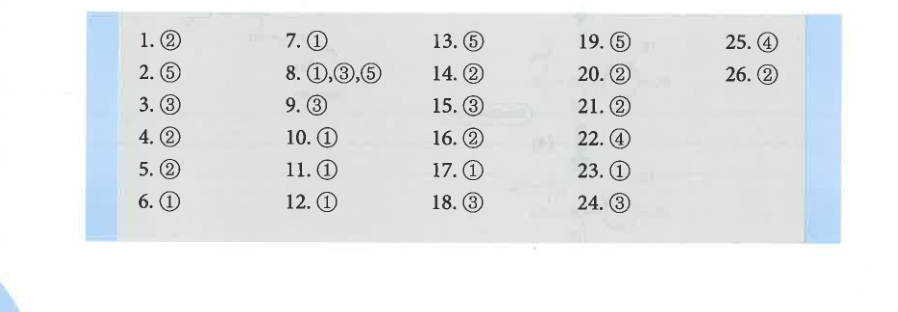 1. ② 7. ① 13. ⑤ 19. ⑤ 25. ④
2. ⑤ 8. ①,③,⑤ 14. ② 20. ② 26. ②
3. ③ 9. ③ 15. ③ 21. ②
4. ② 10. ① 16. ② 22. ④
5. ② 11. ① 17. ① 23. ①
6. ① 12. ① 18. ③ 24. ③